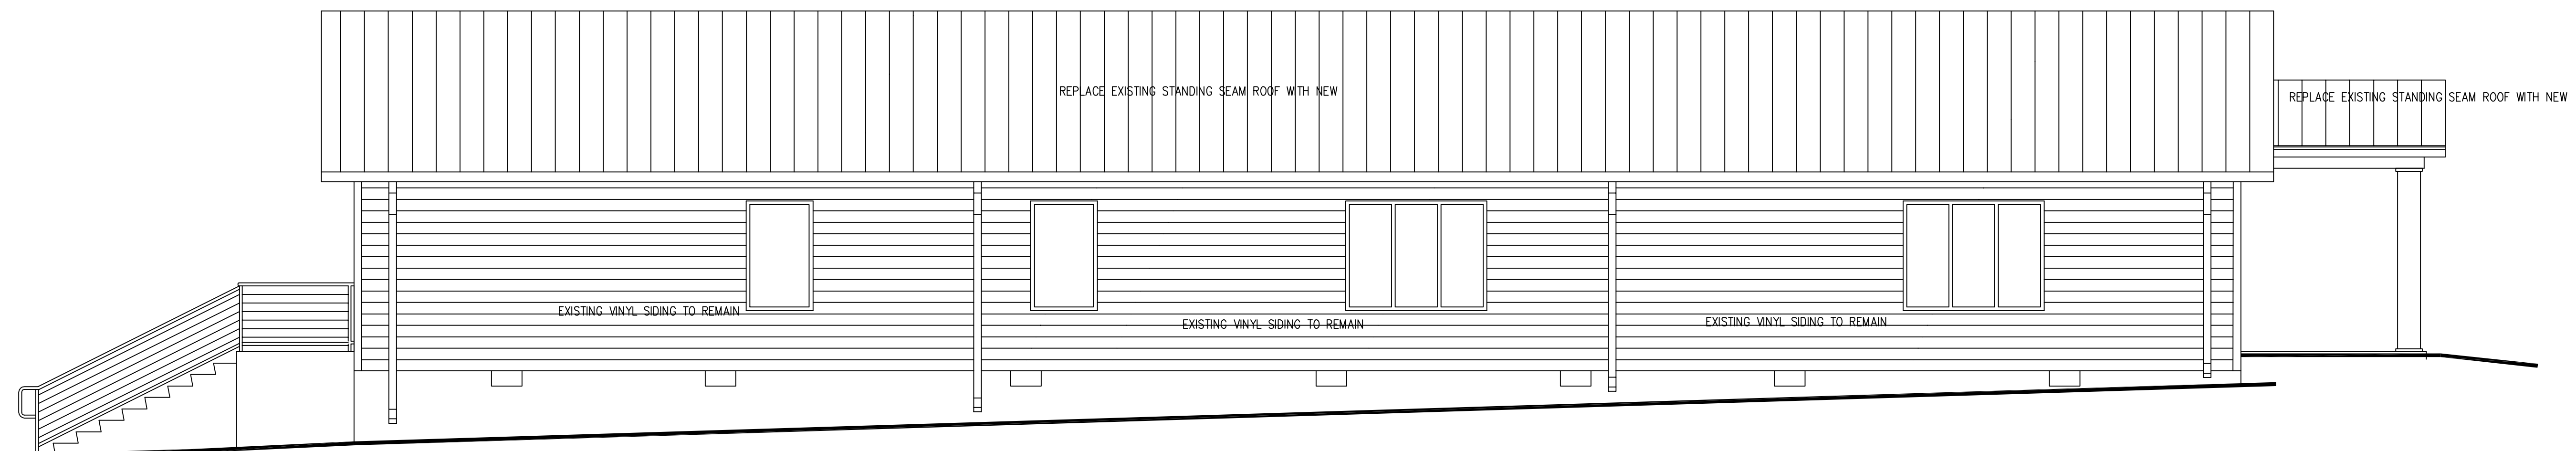 REPLACE EXISTING STANDING SEAM ROOF WITH NEW
REPLACE EXISTING STANDING SEAM ROOF WITH NEW
EXISTING VINYL SIDING TO REMAIN
EXISTING VINYL SIDING TO REMAIN
EXISTING VINYL SIDING TO REMAIN